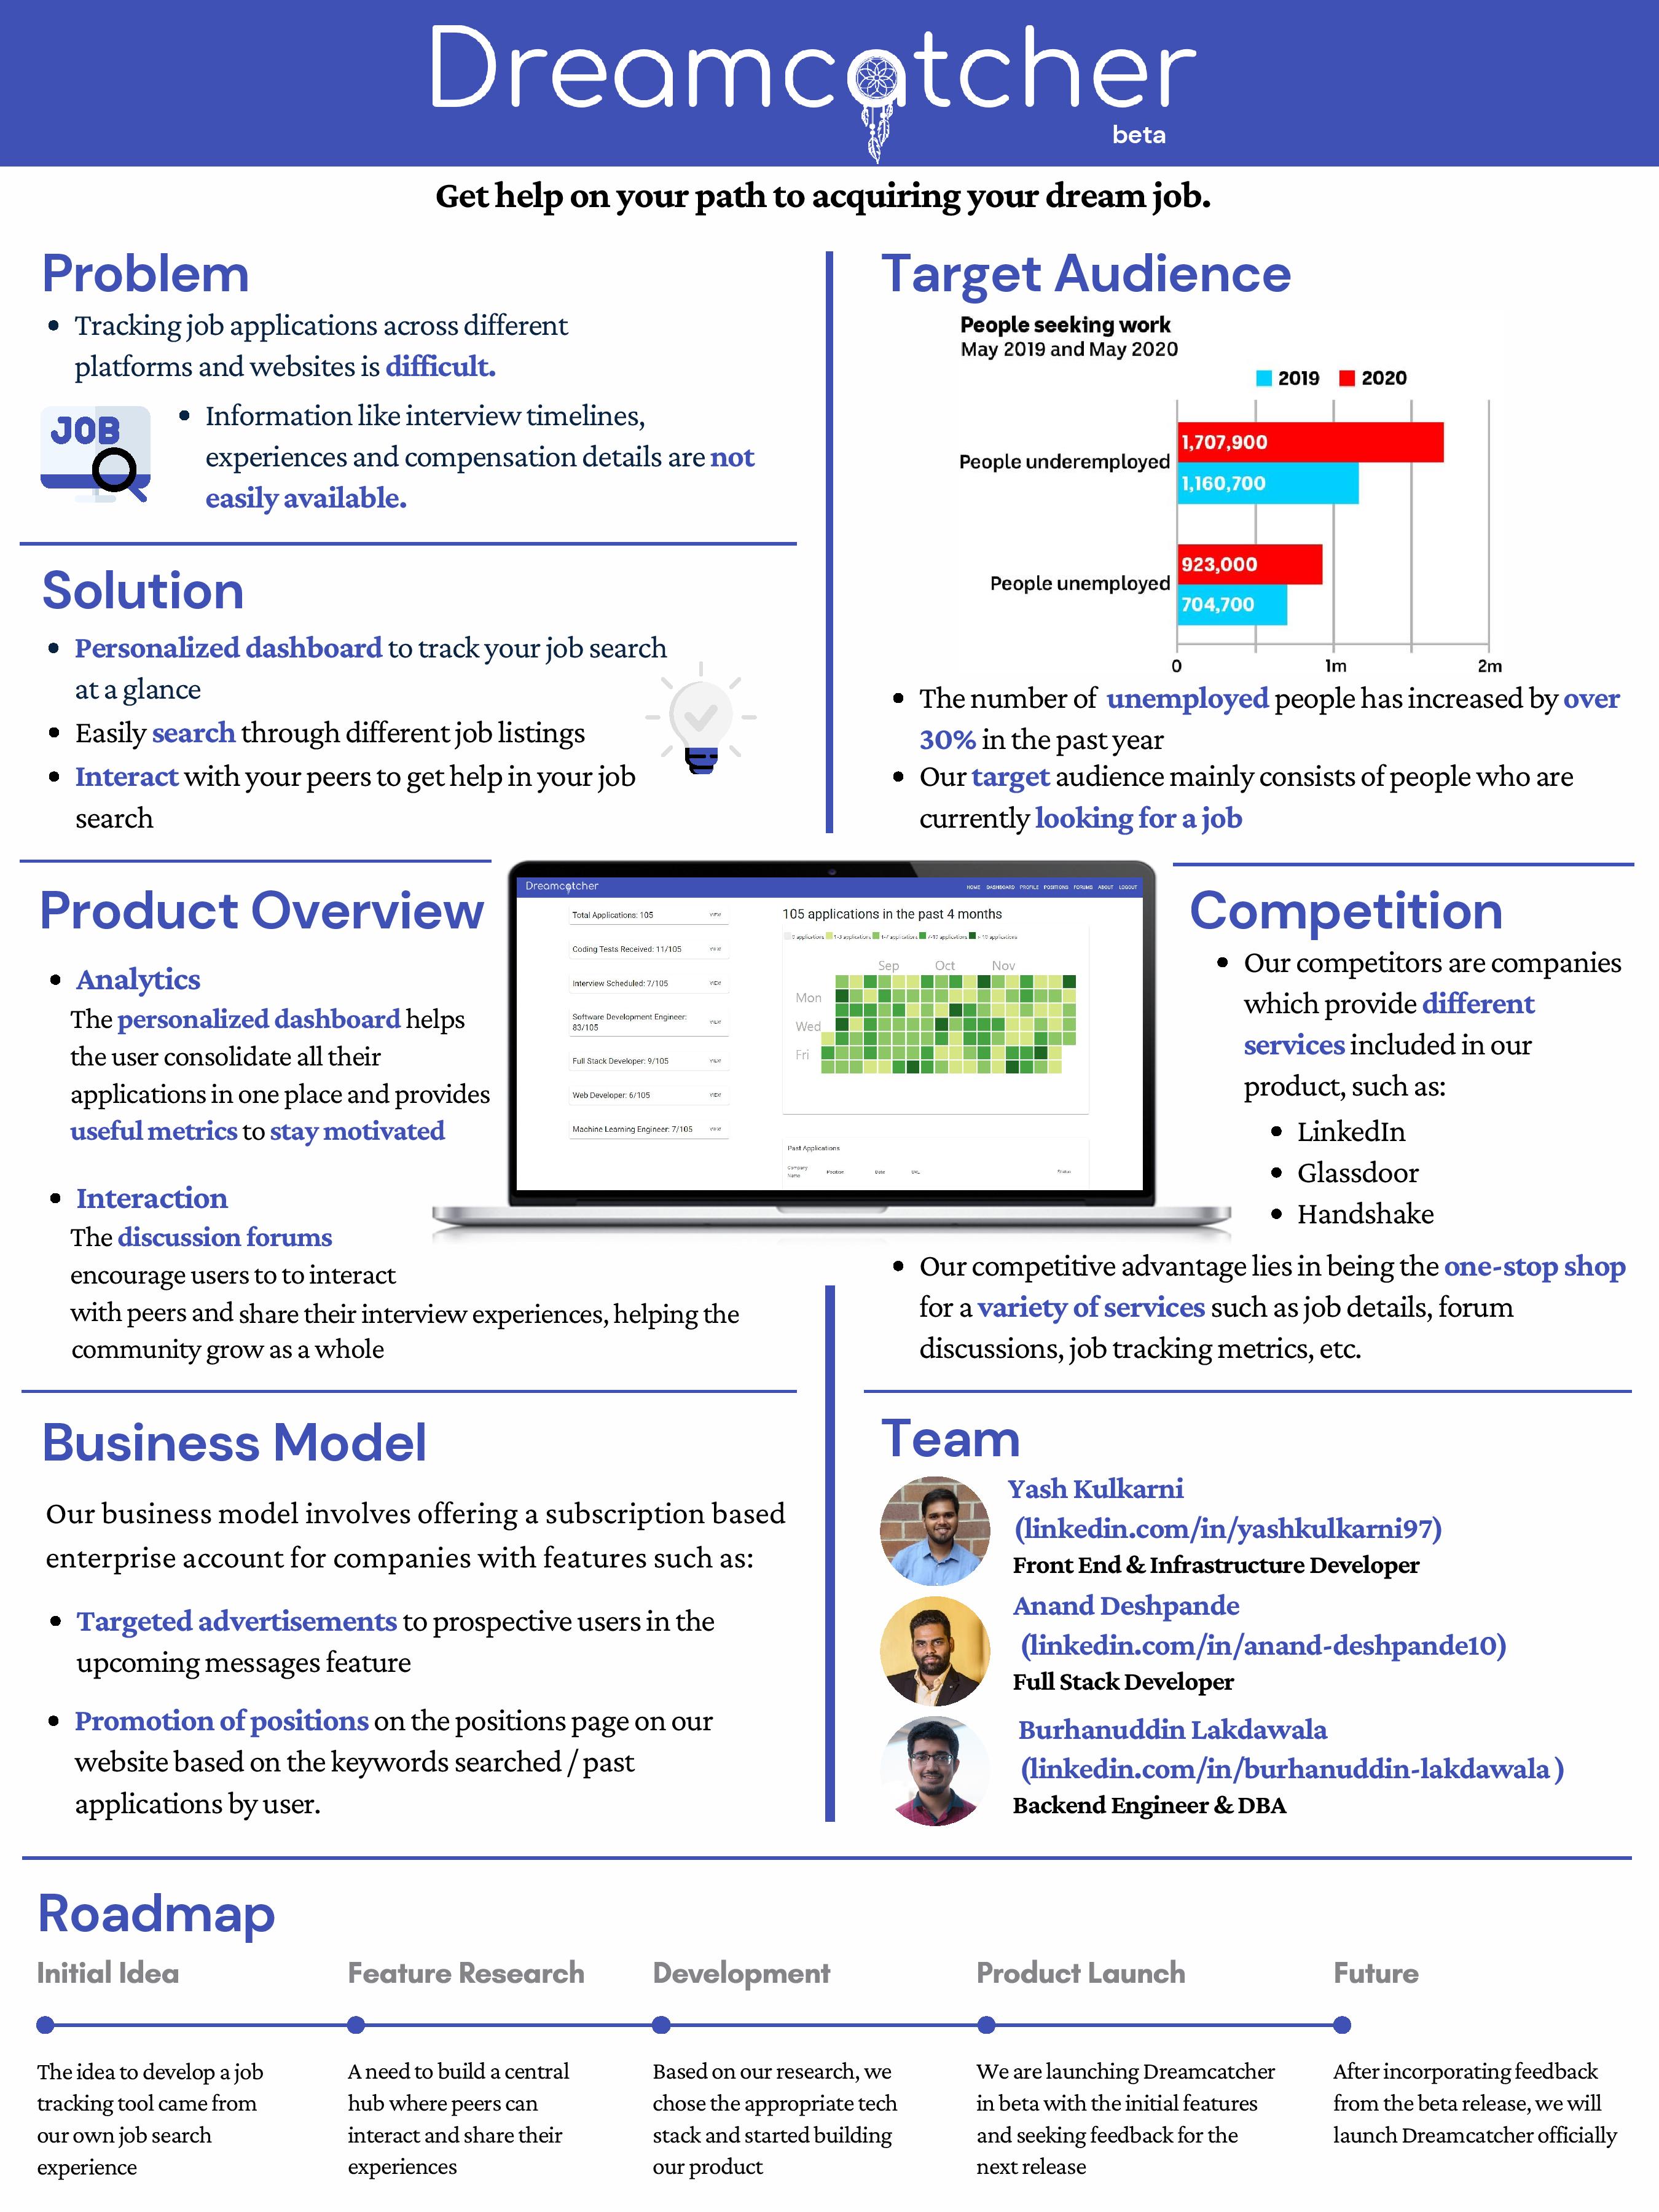 Dreamcatcher
beta
Get help on your path to acquiring your dream job.
Problem
• Tracking job applications across different
platforms and websites is difficult.
JOB
• Information like interview timelines,
experiences and compensation details are not
easily available.
Solution
• Personalized dashboard to track your job search
at a glance
• Easily search through different job listings
• Interact with your peers to get help in your job
search
Target Audience
People seeking work
May 2019 and May 2020
2019 2020
People underemployed
1,707,900
1,160,700
People unemployed
923,000
704,700
0 1m 2m
• The number of unemployed people has increased by over
30% in the past year
• Our target audience mainly consists of people who are
currently looking for a job
Product Overview
• Analytics
The personalized dashboard helps
the user consolidate all their
applications in one place and provides
useful metrics to stay motivated
• Interaction
The discussion forums
encourage users to to interact
with peers and share their interview experiences, helping the
community grow as a whole
Dreamcatcher
HOME DASHBOARD PROFILE POSITIONS FORUMS ABOUT LOGOUT
Total Applications: 105 VIEW
Coding Tests Received: 11/105 VIEW
Interview Scheduled: 7/105 VIEW
Software Development Engineer:
83/105 VIEW
Full Stack Developer: 9/105 VIEW
Web Developer: 6/105 VIEW
Machine Learning Engineer: 7/105 VIEW
105 applications in the past 4 months
Sep Oct Nov
Mon
Wed
Fri
Past Applications
Company
Name
Position Date URL Status
Competition
• Our competitors are companies
which provide different
services included in our
product, such as:
• LinkedIn
• Glassdoor
• Handshake
• Our competitive advantage lies in being the one-stop shop
for a variety of services such as job details, forum
discussions, job tracking metrics, etc.
Business Model
Our business model involves offering a subscription based
enterprise account for companies with features such as:
• Targeted advertisements to prospective users in the
upcoming messages feature
• Promotion of positions on the positions page on our
website based on the keywords searched / past
applications by user.
Team
Yash Kulkarni
(linkedin.com/in/yashkulkarni97)
Front End & Infrastructure Developer
Anand Deshpande
(linkedin.com/in/anand-deshpande10)
Full Stack Developer
Burhanuddin Lakdawala
(linkedin.com/in/burhanuddin-lakdawala )
Backend Engineer & DBA
Roadmap
Initial Idea
The idea to develop a job
tracking tool came from
our own job search
experience
Feature Research
A need to build a central
hub where peers can
interact and share their
experiences
Development
Based on our research, we
chose the appropriate tech
stack and started building
our product
Product Launch
We are launching Dreamcatcher
in beta with the initial features
and seeking feedback for the
next release
Future
After incorporating feedback
from the beta release, we will
launch Dreamcatcher officially